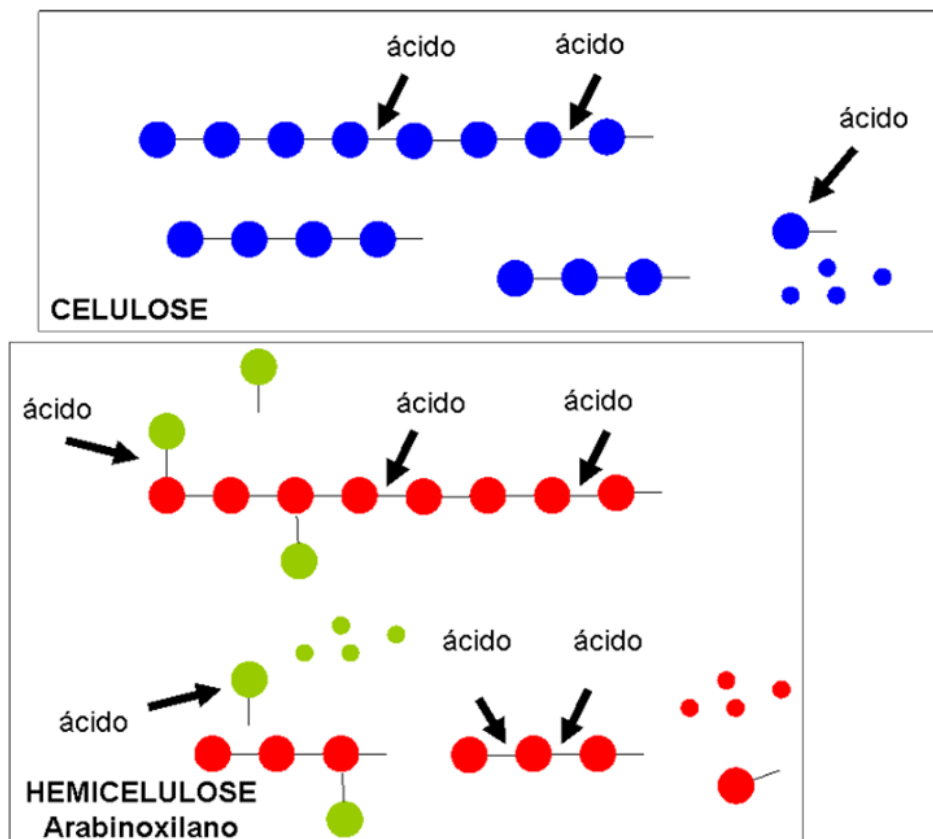 ácido
ácido
ácido
CELULOSE
ácido
ácido
ácido
ácido
ácido
ácido
HEMICELULOSE
Arabinoxilano